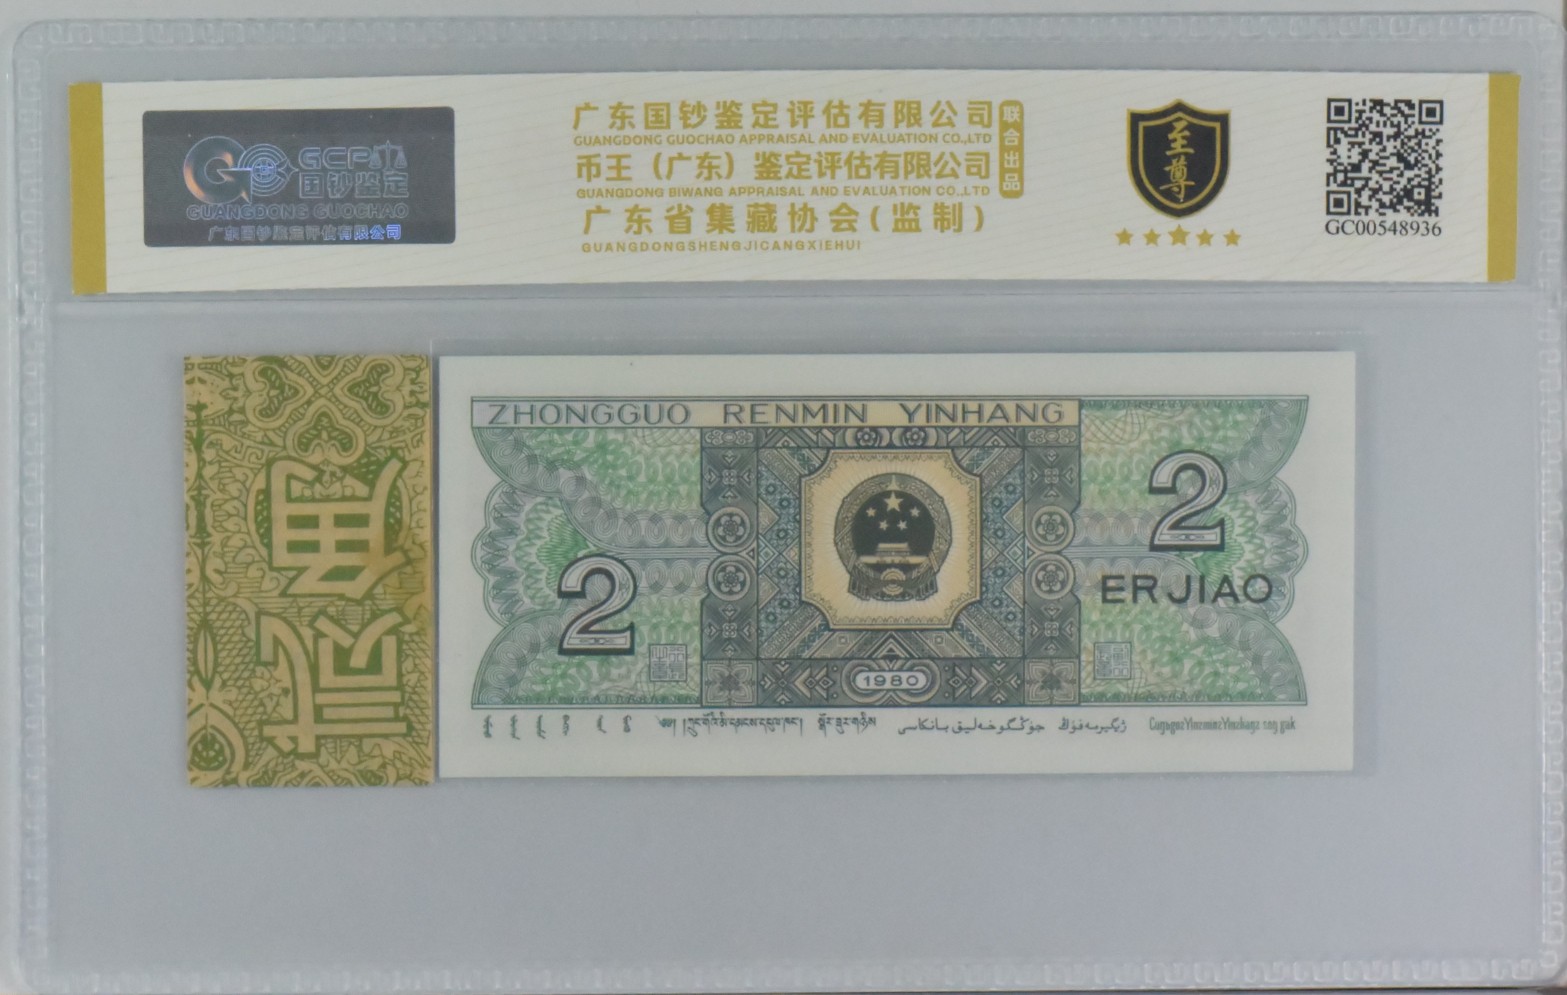 GCP
国钞鉴定
GUANGDONG GUOCHAO
广东国钞鉴定评估有限公司
广东国钞鉴定评估有限公司
GUANGDONG GUOCHAO APPRAISAL AND EVALUATION CO.,LTD
币王（广东）鉴定评估有限公司
GUANGDONG BIWANG APPRAISAL AND EVALUATION CO.,LTD
广东省集藏协会(监制)
GUANGDONGSHENGJICANGXIEHUI
联合出品
至尊
GC00548936
贰角
ZHONGGUO RENMIN YINHANG
2
2
ER JIAO
1980